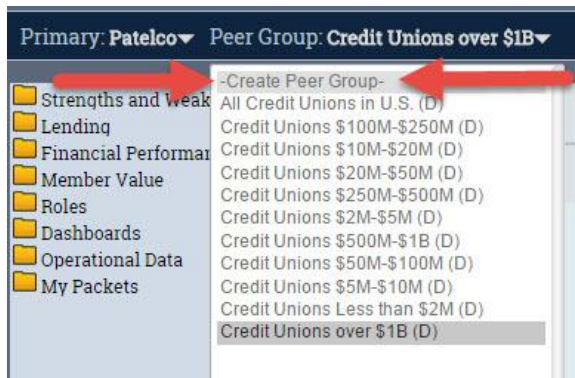 Primary: Patelco▾ Peer Group: Credit Unions over $1B▾
-Create Peer Group-
Strengths and Weak
Lending
Financial Performan
Member Value
Roles
Dashboards
Operational Data
My Packets
All Credit Unions in U.S. (D)
Credit Unions $100M-$250M (D)
Credit Unions $10M-$20M (D)
Credit Unions $20M-$50M (D)
Credit Unions $250M-$500M (D)
Credit Unions $2M-$5M (D)
Credit Unions $500M-$1B (D)
Credit Unions $50M-$100M (D)
Credit Unions $5M-$10M (D)
Credit Unions Less than $2M (D)
Credit Unions over $1B (D)